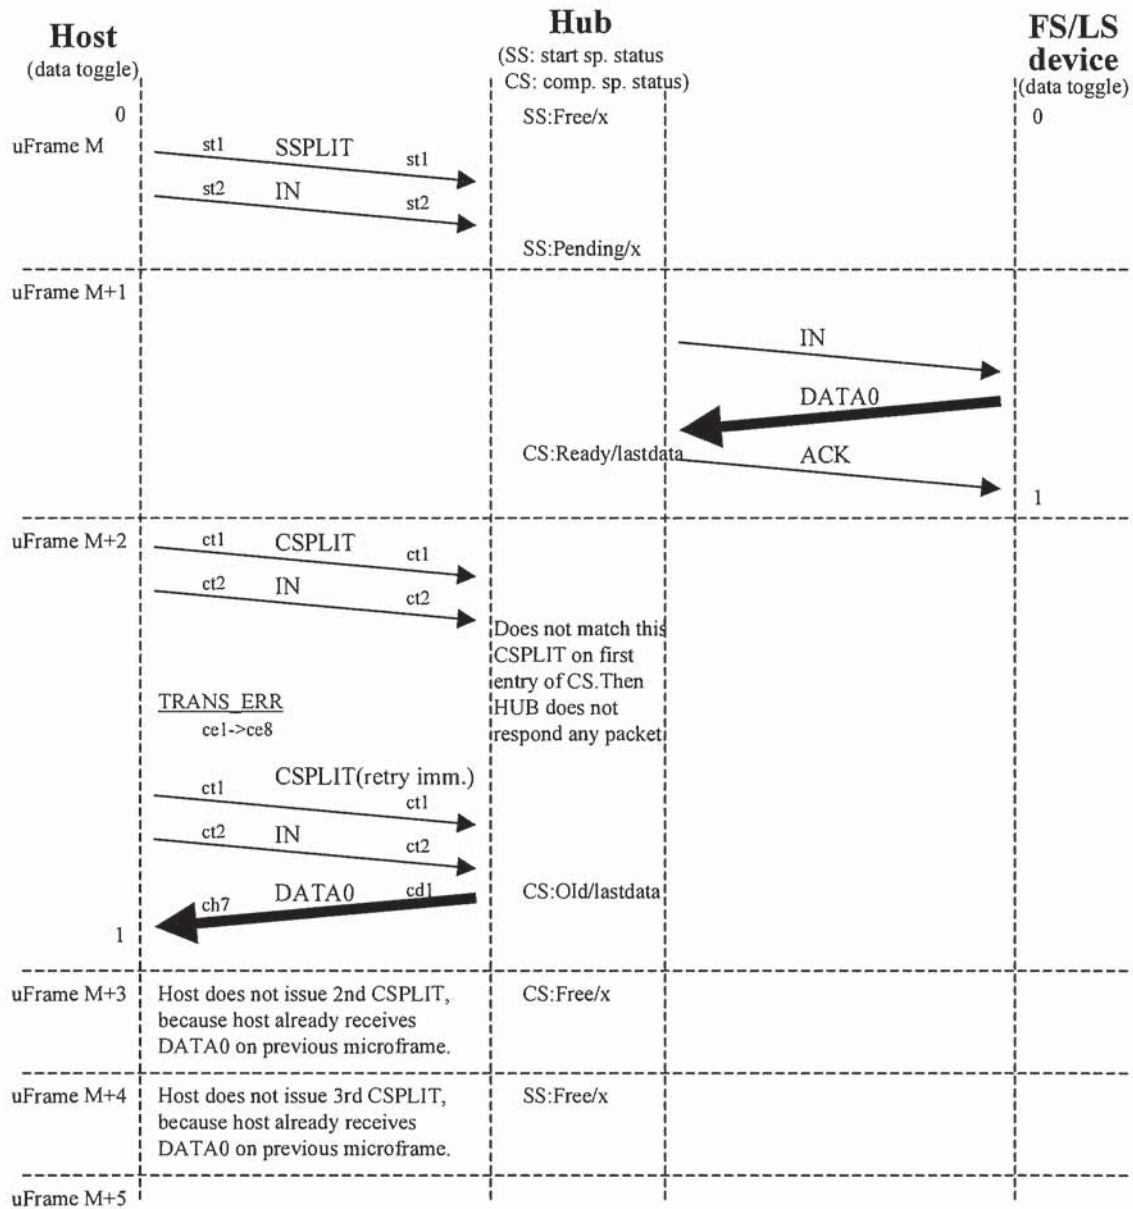 Host
(data toggle)
Hub
(SS: start sp. status
CS: comp. sp. status)
FS/LS
device
(data toggle)
0
SS:Free/x
0
uFrame M
st1 SSPLIT st1
st2 IN st2
SS:Pending/x
uFrame M+1
IN
DATA0
CS:Ready/lastdata
ACK
1
uFrame M+2
ct1 CSPLIT ct1
ct2 IN ct2
Does not match this
CSPLIT on first
entry of CS.Then
HUB does not
respond any packet
TRANS_ERR
ce1->ce8
CSPLIT(retry imm.)
ct1 ct1
ct2 IN ct2
ch7 DATA0 cd1
CS:Old/lastdata
1
uFrame M+3
Host does not issue 2nd CSPLIT,
because host already receives
DATA0 on previous microframe.
CS:Free/x
uFrame M+4
Host does not issue 3rd CSPLIT,
because host already receives
DATA0 on previous microframe.
SS:Free/x
uFrame M+5